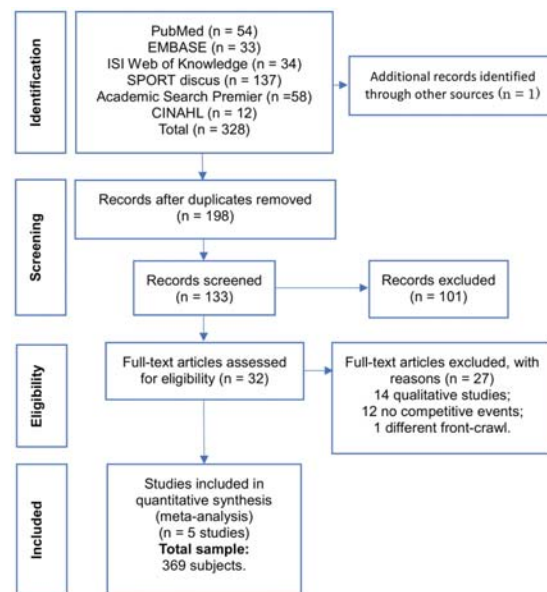 Identification
PubMed (n = 54)
EMBASE (n = 33)
ISI Web of Knowledge (n = 34)
SPORT discus (n = 137)
Academic Search Premier (n =58)
CINAHL (n = 12)
Total (n = 328)
Additional records identified
through other sources (n = 1)
Screening
Records after duplicates removed
(n = 198)
Records screened
(n = 133)
Records excluded
(n = 101)
Eligibility
Full-text articles assessed
for eligibility (n = 32)
Full-text articles excluded, with
reasons (n = 27)
14 qualitative studies;
12 no competitive events;
1 different front-crawl.
Included
Studies included in
quantitative synthesis
(meta-analysis)
(n = 5 studies)
Total sample:
369 subjects.